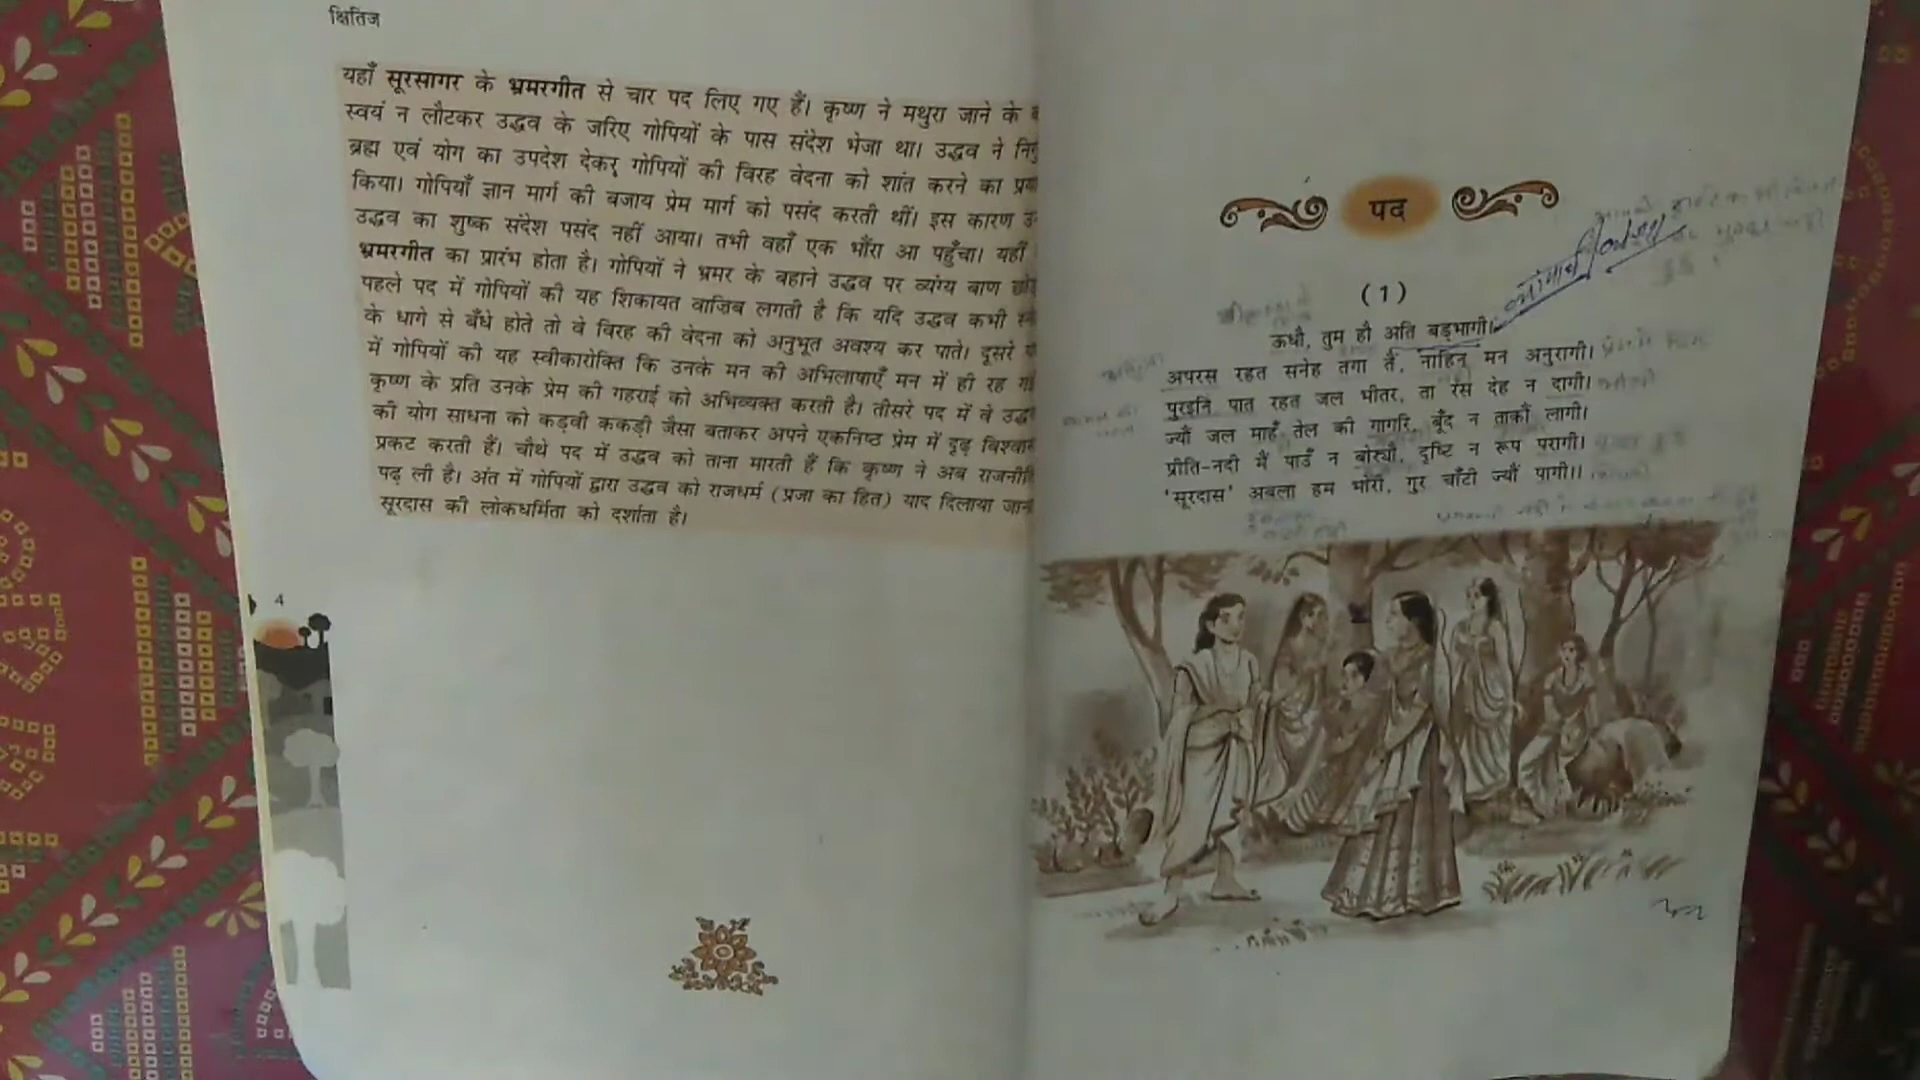 क्षितिज
यहाँ सूरसागर के भ्रमरगीत से चार पद लिए गए हैं। कृष्ण ने मथुरा जाने के
स्वयं न लौटकर उद्धव के जरिए गोपियों के पास संदेश भेजा था। उद्धव ने
ब्रह्म एवं योग का उपदेश देकर गोपियों की विरह वेदना को शांत करने का
किया। गोपियाँ ज्ञान मार्ग की बजाय प्रेम मार्ग को पसंद करती थीं। इस कारण
उद्धव का शुष्क संदेश पसंद नहीं आया। तभी वहाँ एक भौंरा आ पहुँचा। यहीं
भ्रमरगीत का प्रारंभ होता है। गोपियों ने भ्रमर के बहाने उद्धव पर व्यंग्य बाण
पहले पद में गोपियों की यह शिकायत वाजिब लगती है कि यदि उद्धव कभी
के धागे से बँधे होते तो वे विरह की वेदना को अनुभूत अवश्य कर पाते। दूसरे
में गोपियों की यह स्वीकारोक्ति कि उनके मन की अभिलाषाएँ मन में ही रह
कृष्ण के प्रति उनके प्रेम की गहराई को अभिव्यक्त करती है। तीसरे पद में वे
की योग साधना को कड़वी ककड़ी जैसा बताकर अपने एकनिष्ठ प्रेम में दृढ़
प्रकट करती हैं। चौथे पद में उद्धव को ताना मारती हैं कि कृष्ण ने अब
पढ़ ली है। अंत में गोपियों द्वारा उद्धव को राजधर्म (प्रजा का हित) याद दिलाया
सूरदास की लोकधर्मिता को दर्शाता है।
4
पद
(1)
ऊधौ, तुम हौ अति बड़भागी।
अपरस रहत सनेह तगा तैं, नाहिन मन अनुरागी।
पुरइनि पात रहत जल भीतर, ता रस देह न दागी।
ज्यौं जल माहँ तेल की गागरि, बूँद न ताकौं लागी।
प्रीति-नदी मैं पाउँ न बोरयौ, दृष्टि न रूप परागी।
'सूरदास' अबला हम भोरी, गुर चाँटी ज्यौं पागी।।